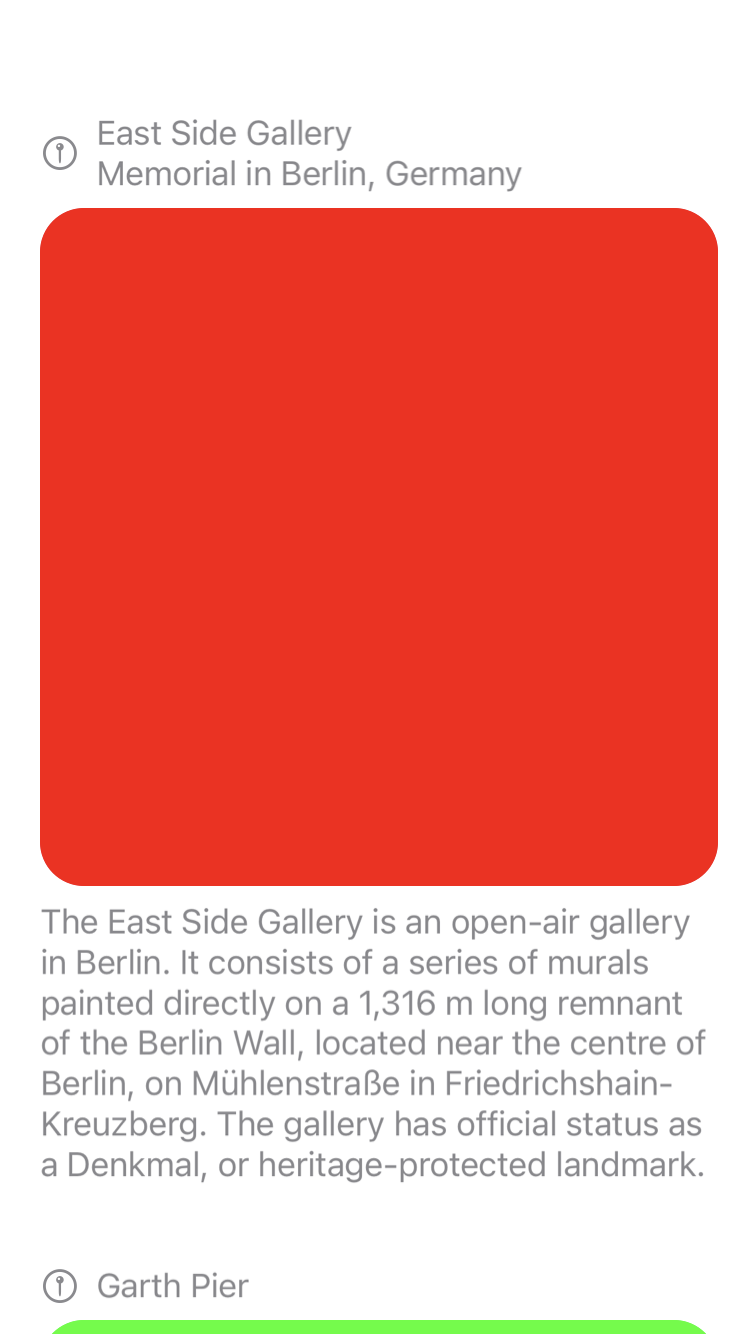 East Side Gallery
Memorial in Berlin, Germany
The East Side Gallery is an open-air gallery
in Berlin. It consists of a series of murals
painted directly on a 1,316 m long remnant
of the Berlin Wall, located near the centre of
Berlin, on Mühlenstraße in Friedrichshain-
Kreuzberg. The gallery has official status as
a Denkmal, or heritage-protected landmark.
Garth Pier